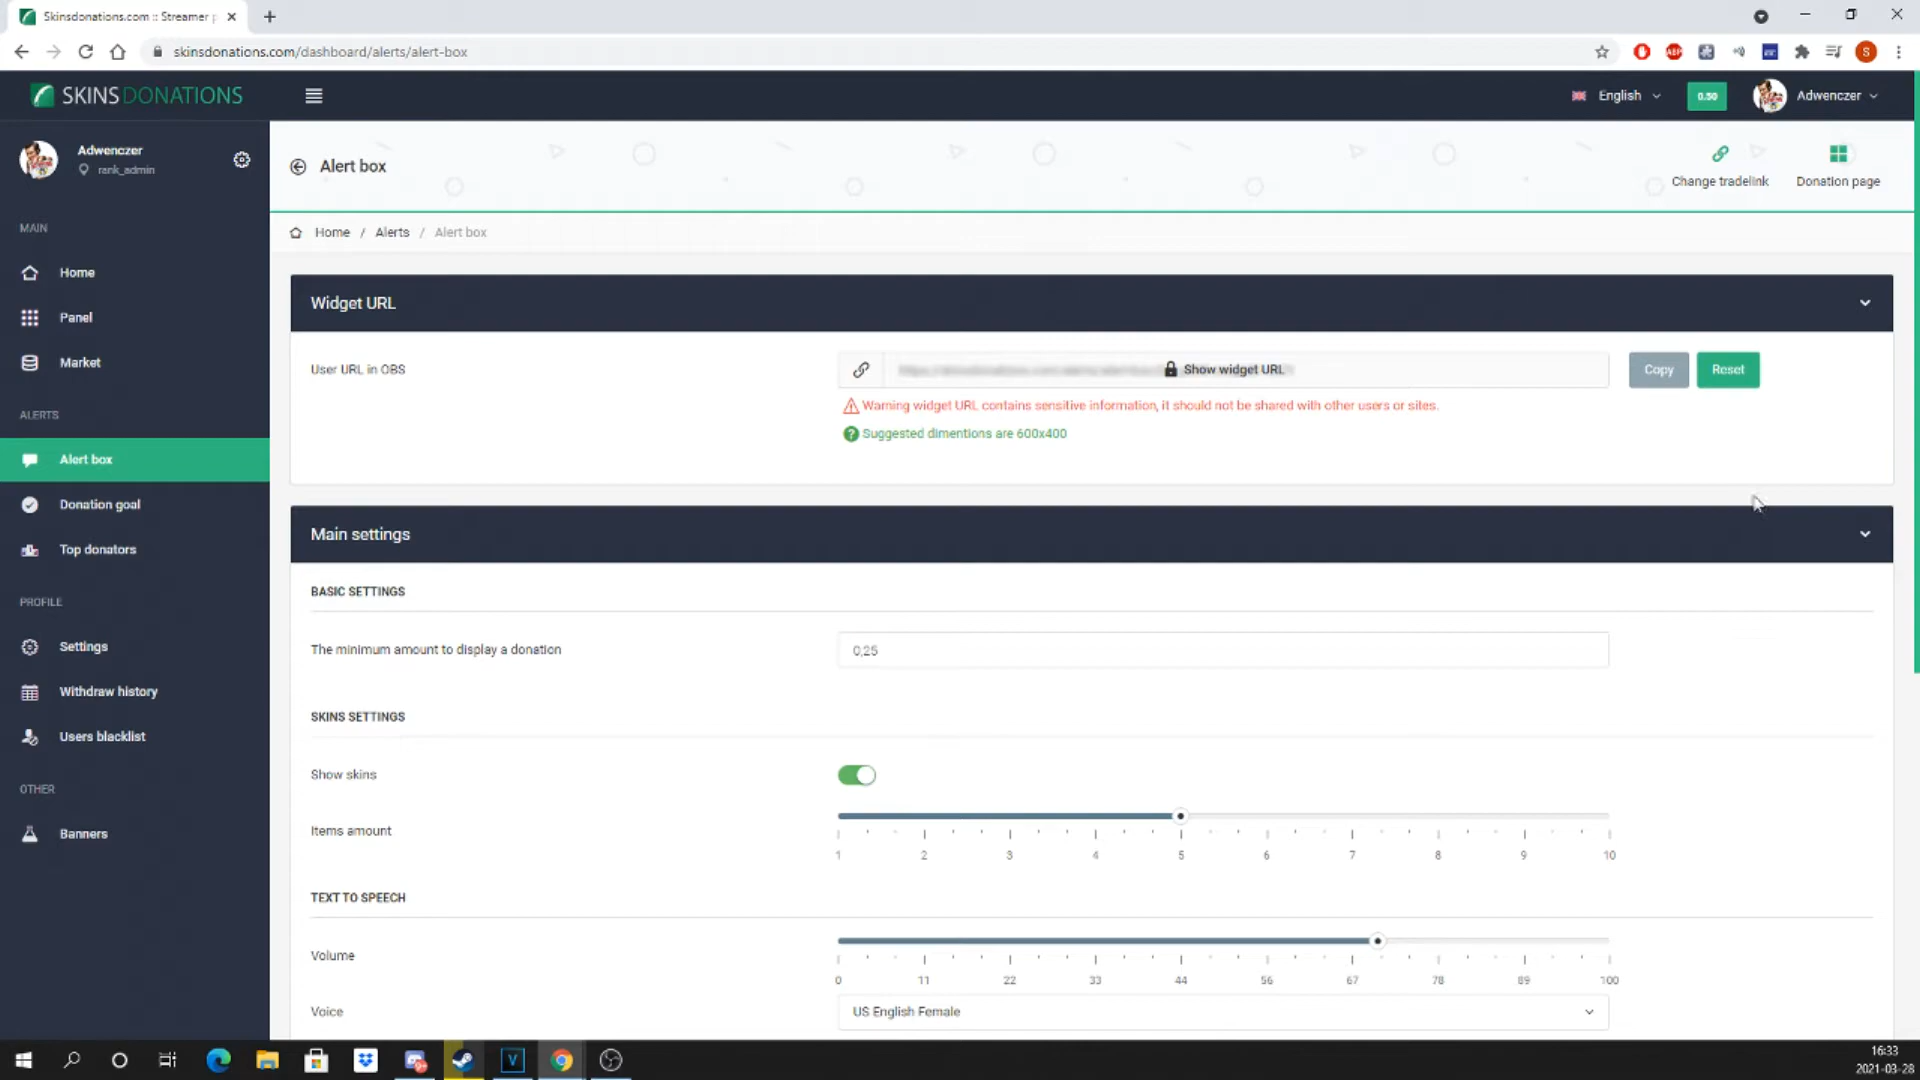 Skinsdonations.com :: Streamer p
skinsdonations.com/dashboard/alerts/alert-box
ABP
S
SKINSDONATIONS
English
0.50
Adwenczer
Adwenczer
rank_admin
Alert box
Change tradelink
Donation page
Home / Alerts / Alert box
MAIN
Home
Panel
Market
ALERTS
Alert box
Donation goal
Top donators
PROFILE
Settings
Withdraw history
Users blacklist
OTHER
Banners
Widget URL
User URL in OBS
Show widget URL
Copy
Reset
Warning widget URL contains sensitive information, it should not be shared with other users or sites.
Suggested dimentions are 600x400
Main settings
BASIC SETTINGS
The minimum amount to display a donation
0,25
SKINS SETTINGS
Show skins
Items amount
1 2 3 4 5 6 7 8 9 10
TEXT TO SPEECH
Volume
0 11 22 33 44 56 67 78 89 100
Voice
US English Female
V
16:33
2021-03-28